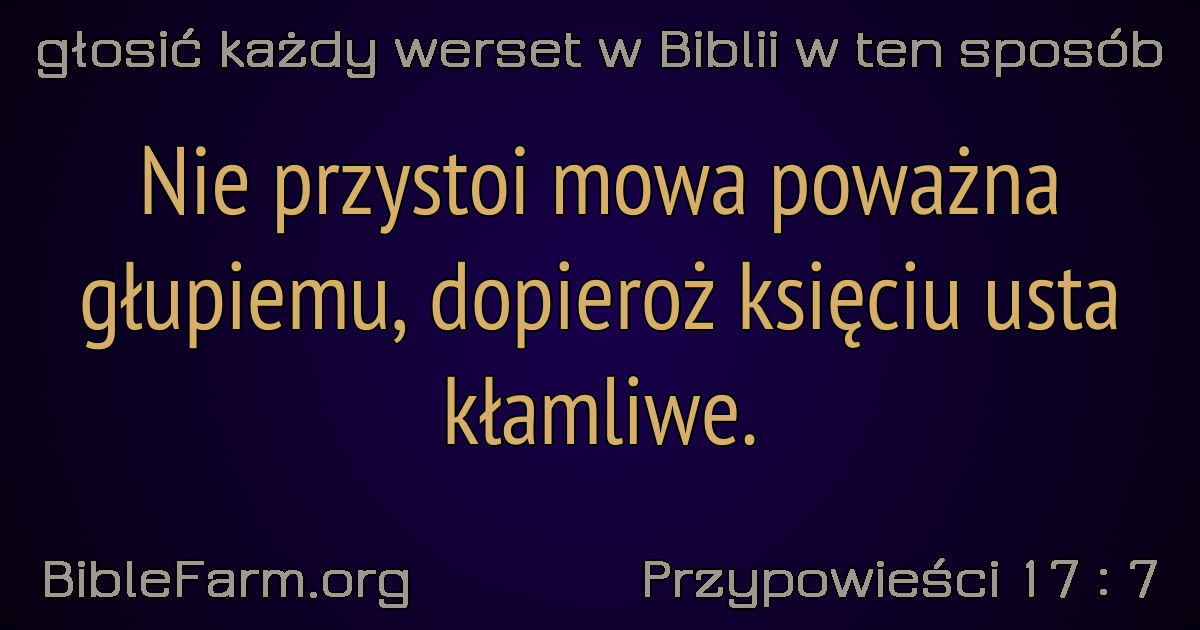 głosić każdy werset w Biblii w ten sposób
Nie przystoi mowa poważna
głupiemu, dopieroż księciu usta
kłamliwe.
BibleFarm.org
Przypowieści 17 : 7